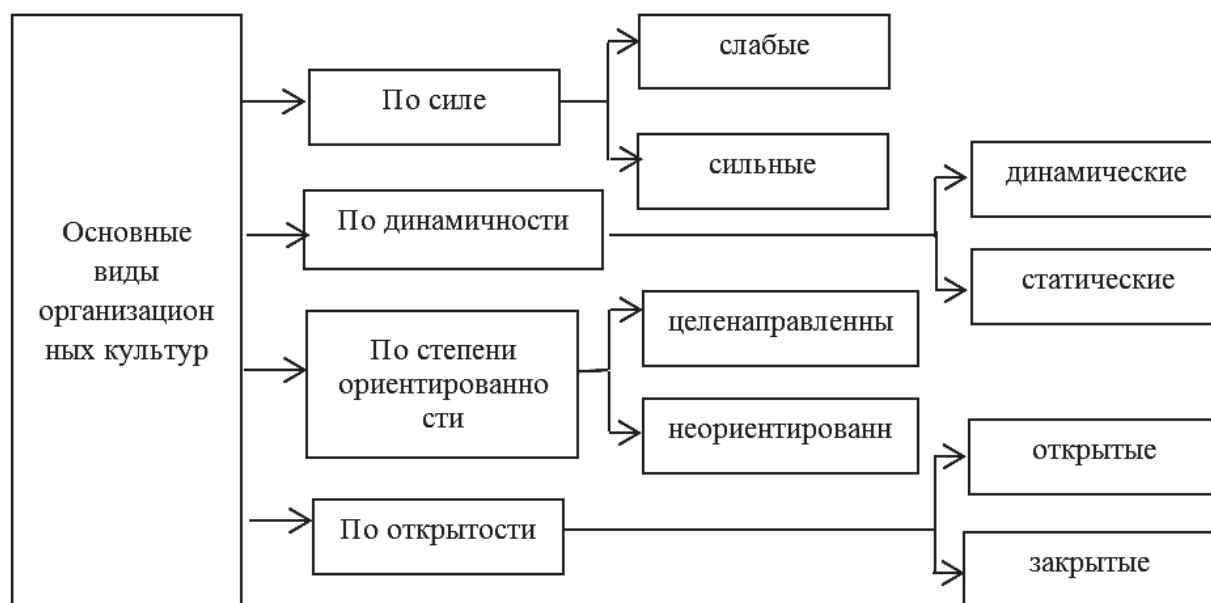 Основные
виды
организацион
ных культур
По силе
слабые
сильные
По динамичности
динамические
статические
По степени
ориентированно
сти
целенаправленны
неориентированн
По открытости
открытые
закрытые